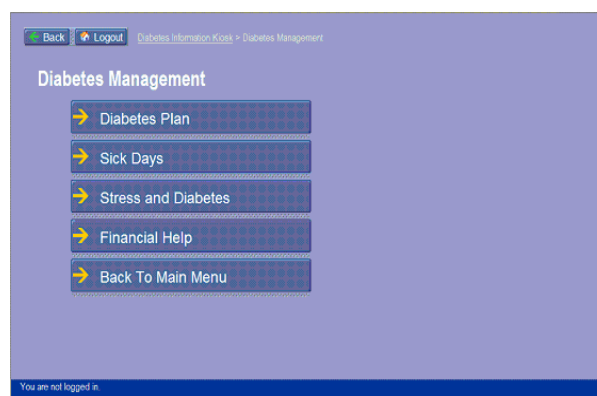 Back Logout Diabetes Information Kiosk > Diabetes Management
Diabetes Management
Diabetes Plan
Sick Days
Stress and Diabetes
Financial Help
Back To Main Menu
You are not logged in.